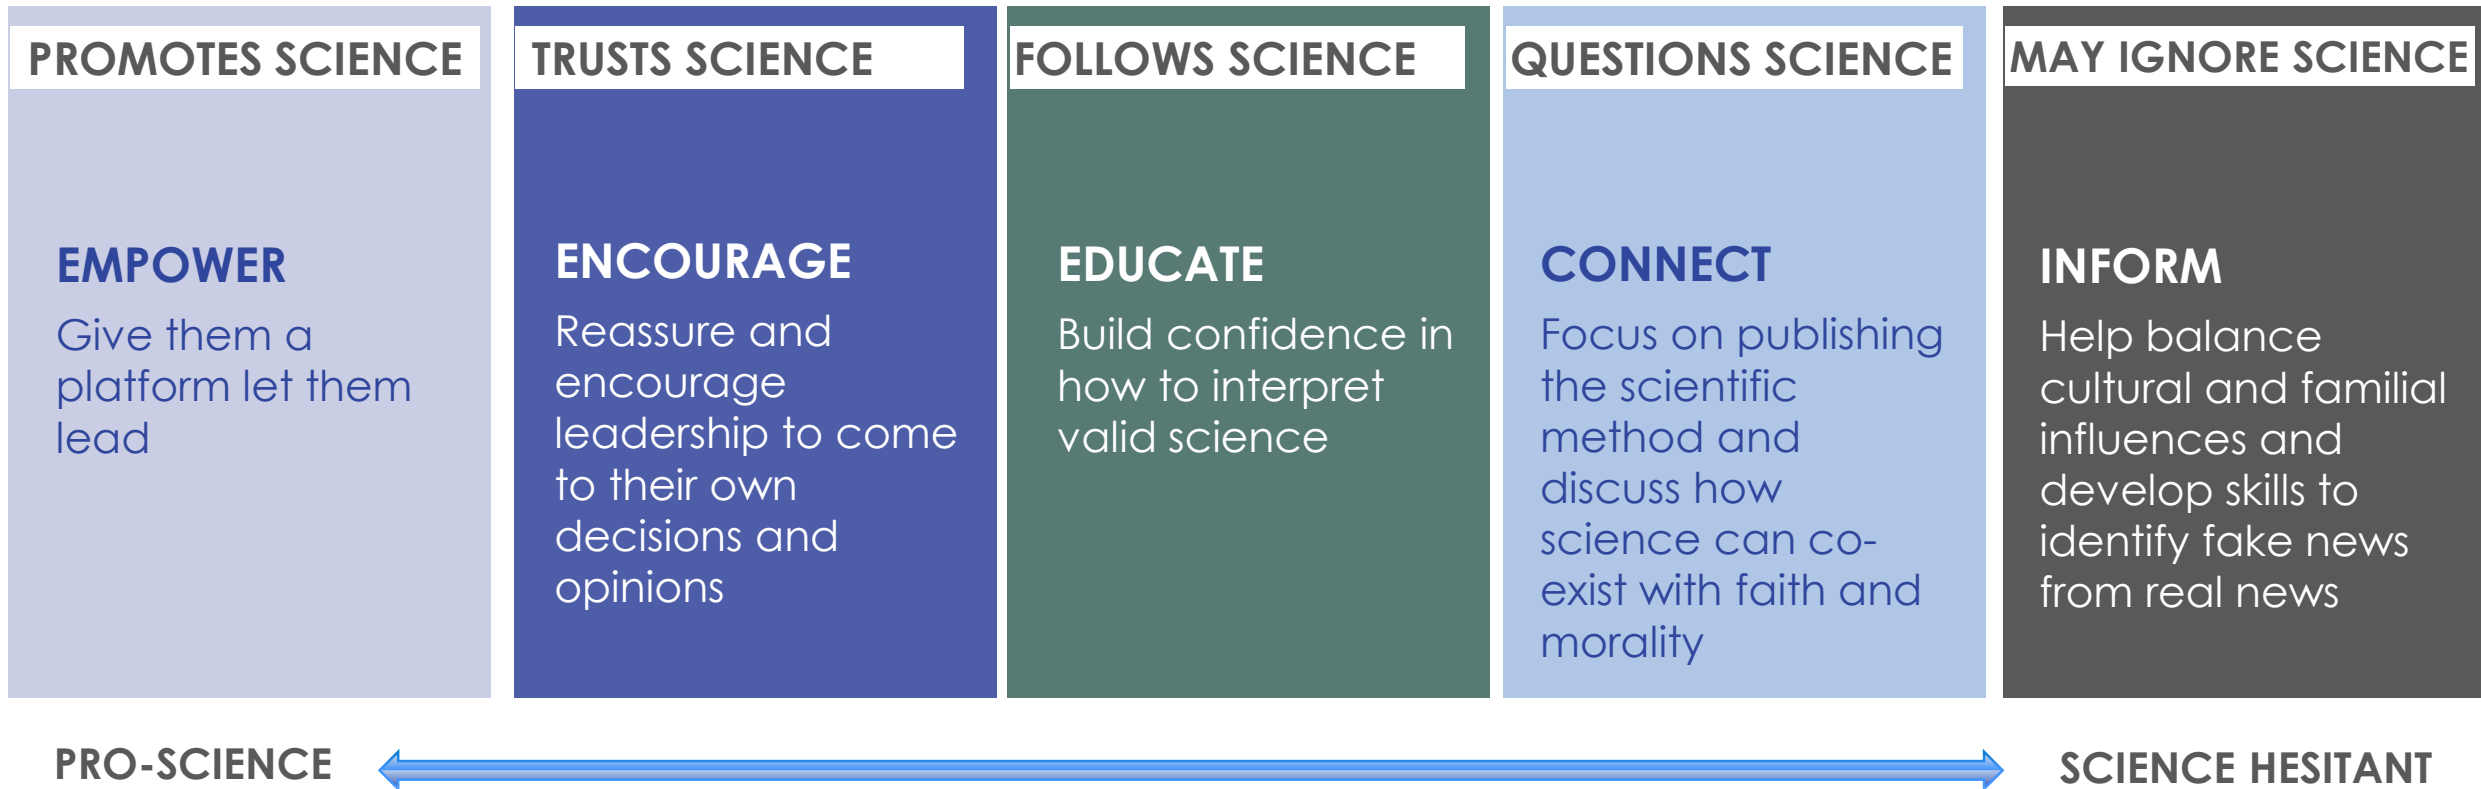 PROMOTES SCIENCE
EMPOWER
Give them a
platform let them
lead
TRUSTS SCIENCE
ENCOURAGE
Reassure and
encourage
leadership to come
to their own
decisions and
opinions
FOLLOWS SCIENCE
EDUCATE
Build confidence in
how to interpret
valid science
QUESTIONS SCIENCE
CONNECT
Focus on publishing
the scientific
method and
discuss how
science can co-
exist with faith and
morality
MAY IGNORE SCIENCE
INFORM
Help balance
cultural and familial
influences and
develop skills to
identify fake news
from real news
PRO-SCIENCE
SCIENCE HESITANT